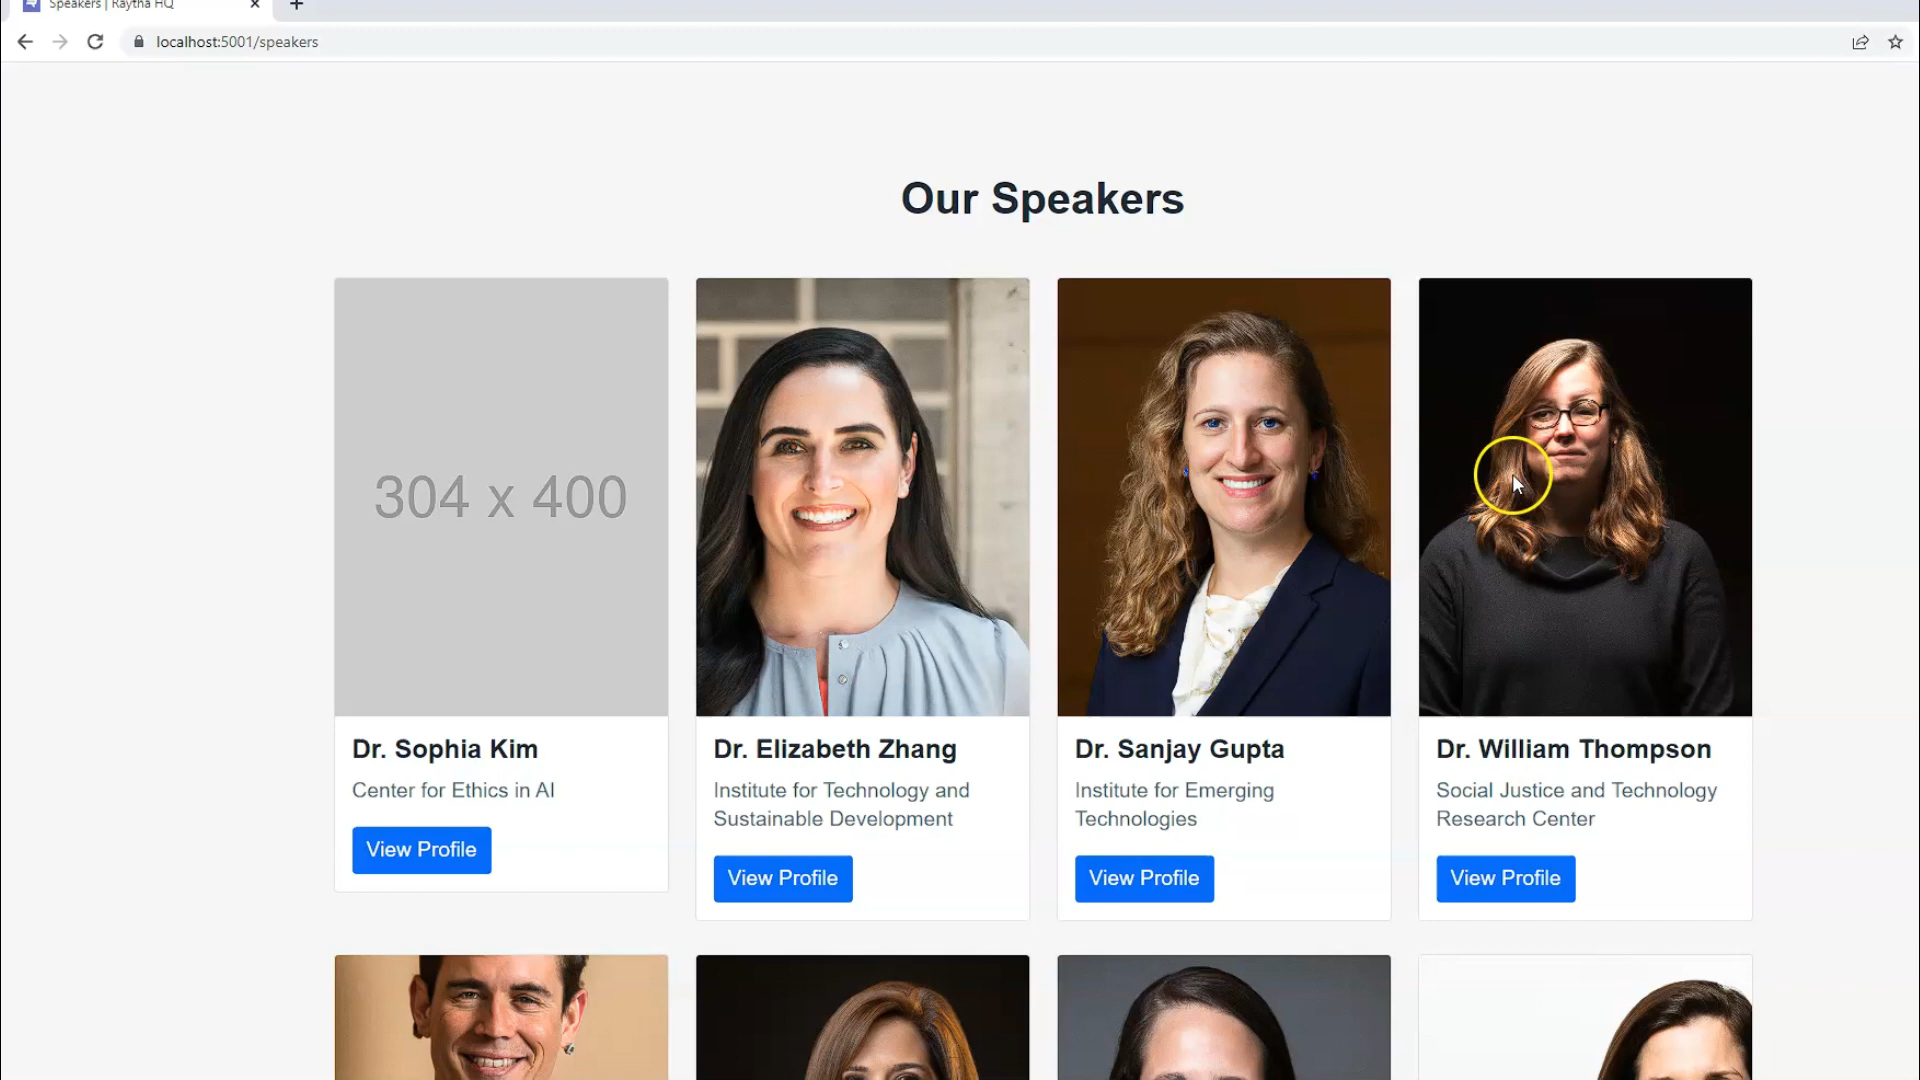 Speakers | Raytha HQ
localhost:5001/speakers
Our Speakers
304 x 400
Dr. Sophia Kim
Center for Ethics in AI
View Profile
Dr. Elizabeth Zhang
Institute for Technology and
Sustainable Development
View Profile
Dr. Sanjay Gupta
Institute for Emerging
Technologies
View Profile
Dr. William Thompson
Social Justice and Technology
Research Center
View Profile